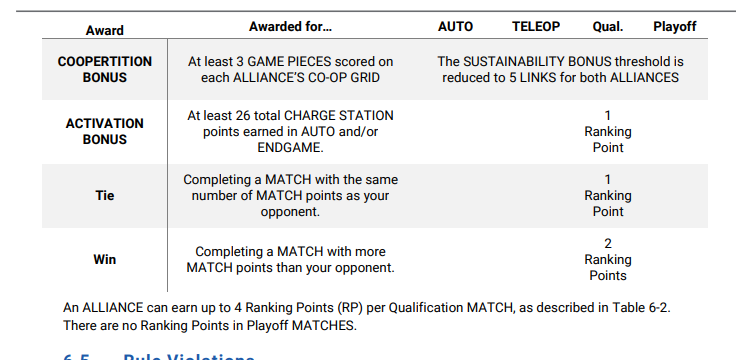 Award Awarded for... AUTO TELEOP Qual. Playoff
COOPERTITION
BONUS
At least 3 GAME PIECES scored on
each ALLIANCE'S CO-OP GRID
The SUSTAINABILITY BONUS threshold is
reduced to 5 LINKS for both ALLIANCES
ACTIVATION
BONUS
At least 26 total CHARGE STATION
points earned in AUTO and/or
ENDGAME.
1
Ranking
Point
Tie
Completing a MATCH with the same
number of MATCH points as your
opponent.
1
Ranking
Point
Win
Completing a MATCH with more
MATCH points than your opponent.
2
Ranking
Points
An ALLIANCE can earn up to 4 Ranking Points (RP) per Qualification MATCH, as described in Table 6-2.
There are no Ranking Points in Playoff MATCHES.
6.5 Rule Violations